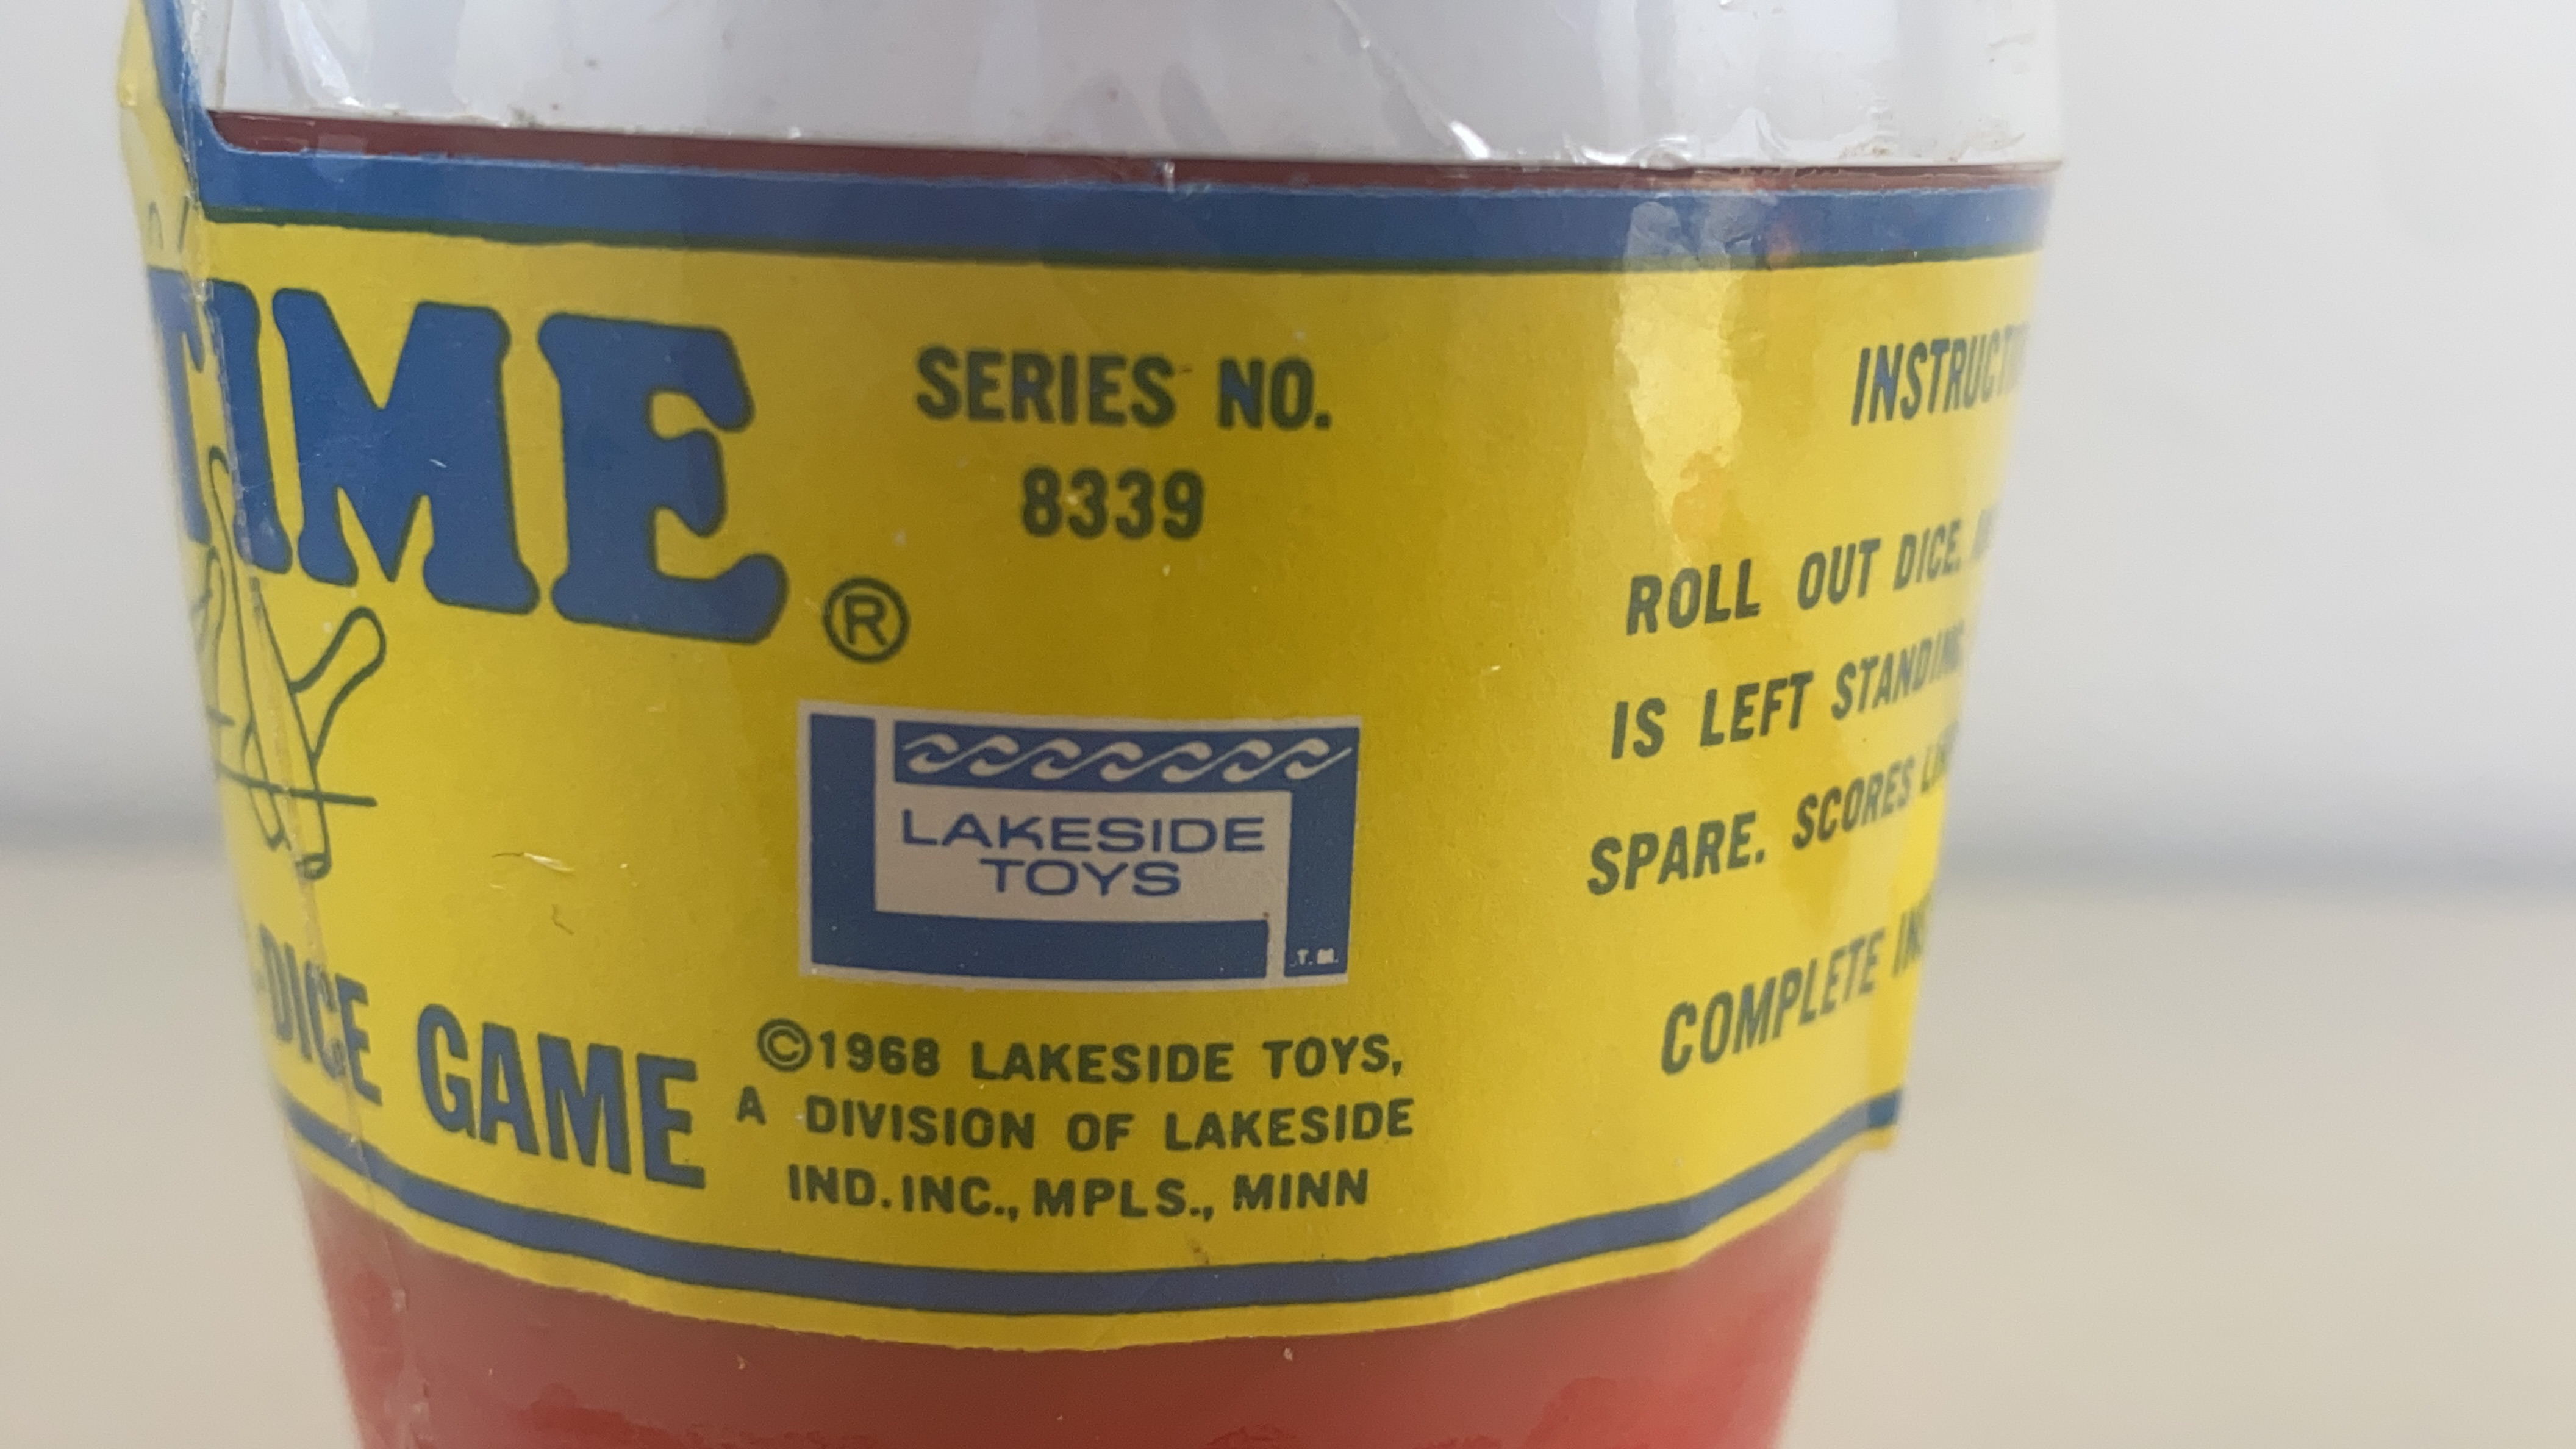 TIME ®
DICE GAME
SERIES NO.
8339
LAKESIDE
TOYS
T.M.
©1968 LAKESIDE TOYS,
A DIVISION OF LAKESIDE
IND. INC., MPLS., MINN
ROLL OUT DICE.
IS LEFT STANDING
SPARE. SCORES
COMPLETE